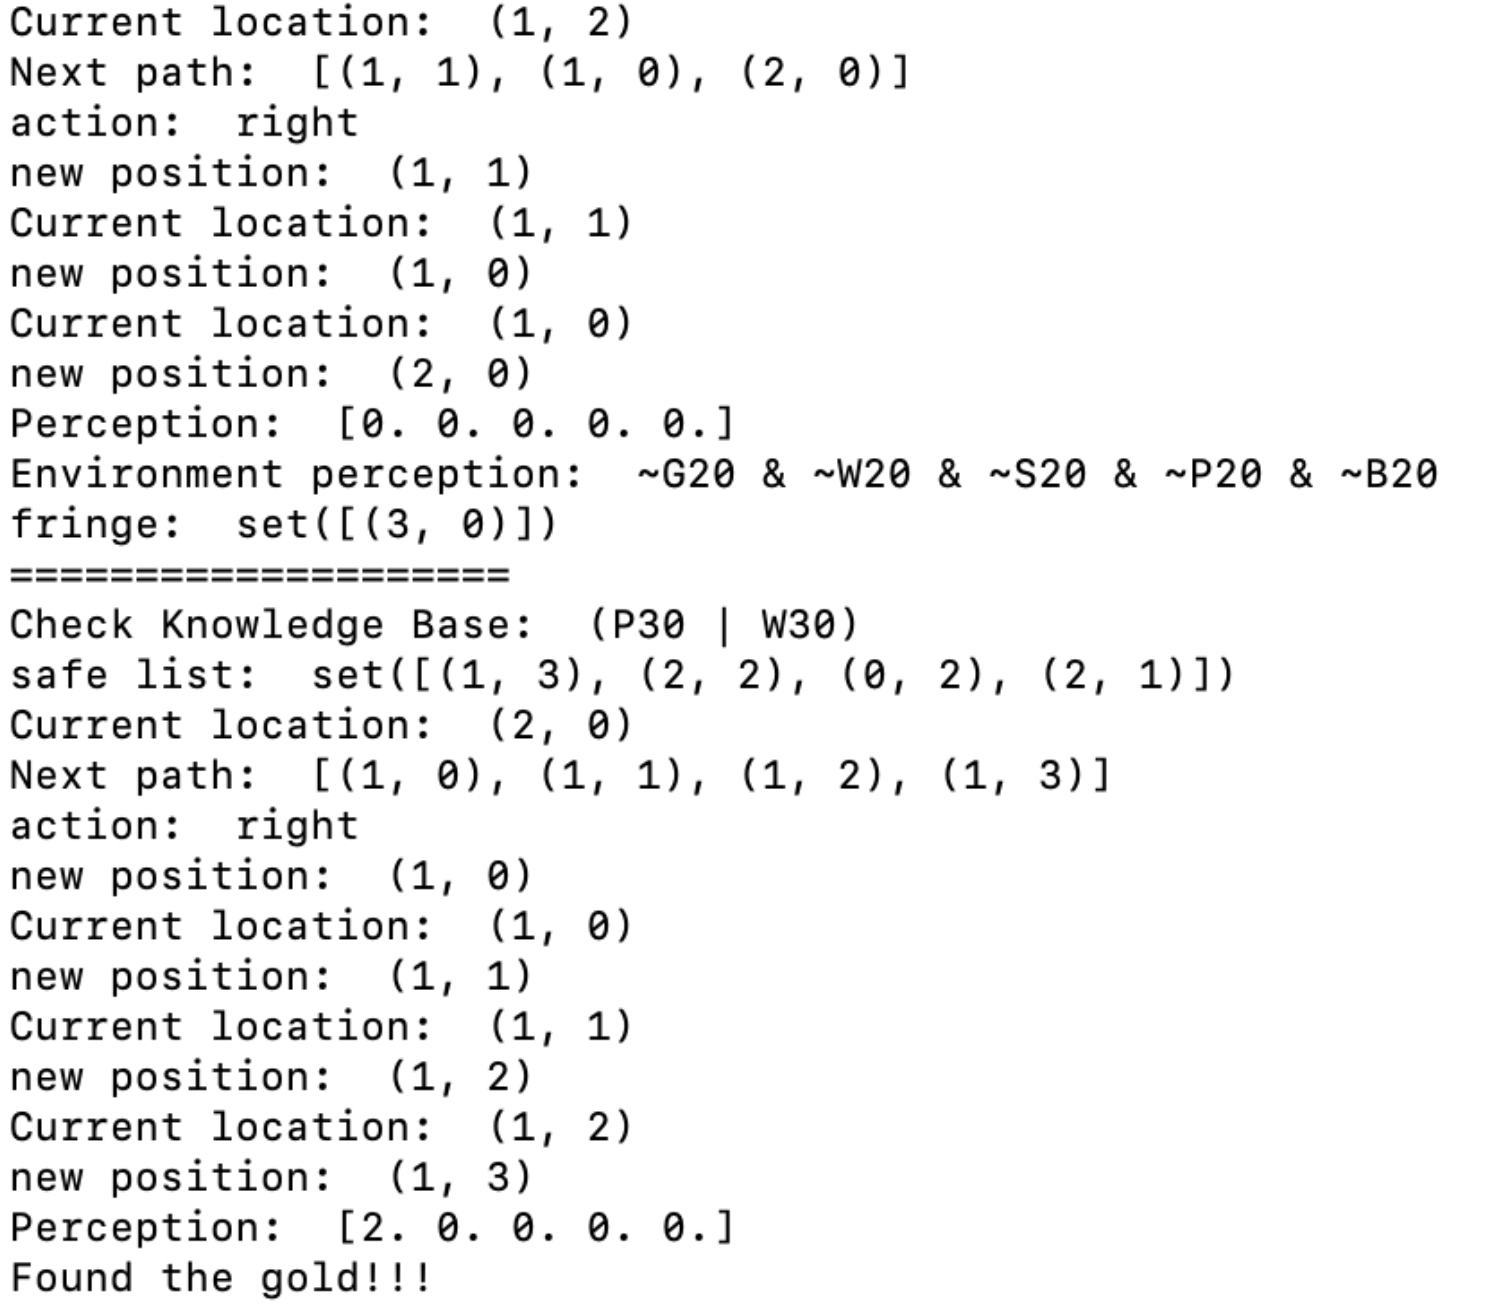 Current location:  (1, 2)
Next path:  [(1, 1), (1, 0), (2, 0)]
action:  right
new position:  (1, 1)
Current location:  (1, 1)
new position:  (1, 0)
Current location:  (1, 0)
new position:  (2, 0)
Perception:  [0. 0. 0. 0. 0.]
Environment perception:  ~G20 & ~W20 & ~S20 & ~P20 & ~B20
fringe:  set([(3, 0)])
====================
Check Knowledge Base:  (P30 | W30)
safe list:  set([(1, 3), (2, 2), (0, 2), (2, 1)])
Current location:  (2, 0)
Next path:  [(1, 0), (1, 1), (1, 2), (1, 3)]
action:  right
new position:  (1, 0)
Current location:  (1, 0)
new position:  (1, 1)
Current location:  (1, 1)
new position:  (1, 2)
Current location:  (1, 2)
new position:  (1, 3)
Perception:  [2. 0. 0. 0. 0.]
Found the gold!!!